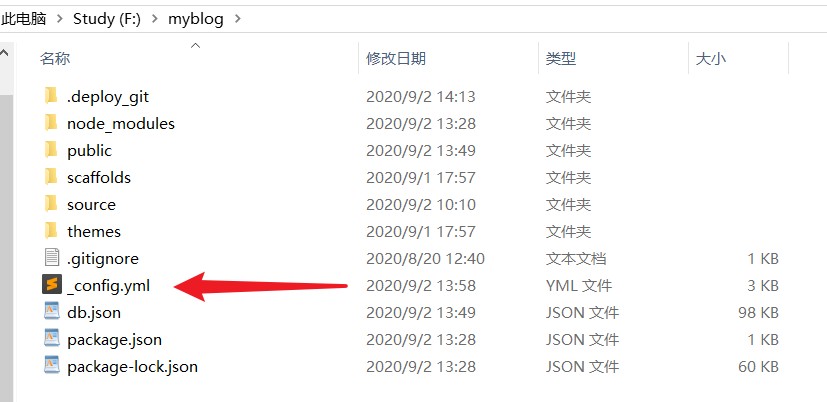 此电脑 > Study (F:) > myblog >
名称 修改日期 类型 大小
.deploy_git 2020/9/2 14:13 文件夹
node_modules 2020/9/2 13:28 文件夹
public 2020/9/2 13:49 文件夹
scaffolds 2020/9/1 17:57 文件夹
source 2020/9/2 10:10 文件夹
themes 2020/9/1 17:57 文件夹
.gitignore 2020/8/20 12:40 文本文档 1 KB
_config.yml 2020/9/2 13:58 YML 文件 3 KB
db.json 2020/9/2 13:49 JSON 文件 98 KB
package.json 2020/9/2 13:28 JSON 文件 1 KB
package-lock.json 2020/9/2 13:28 JSON 文件 60 KB